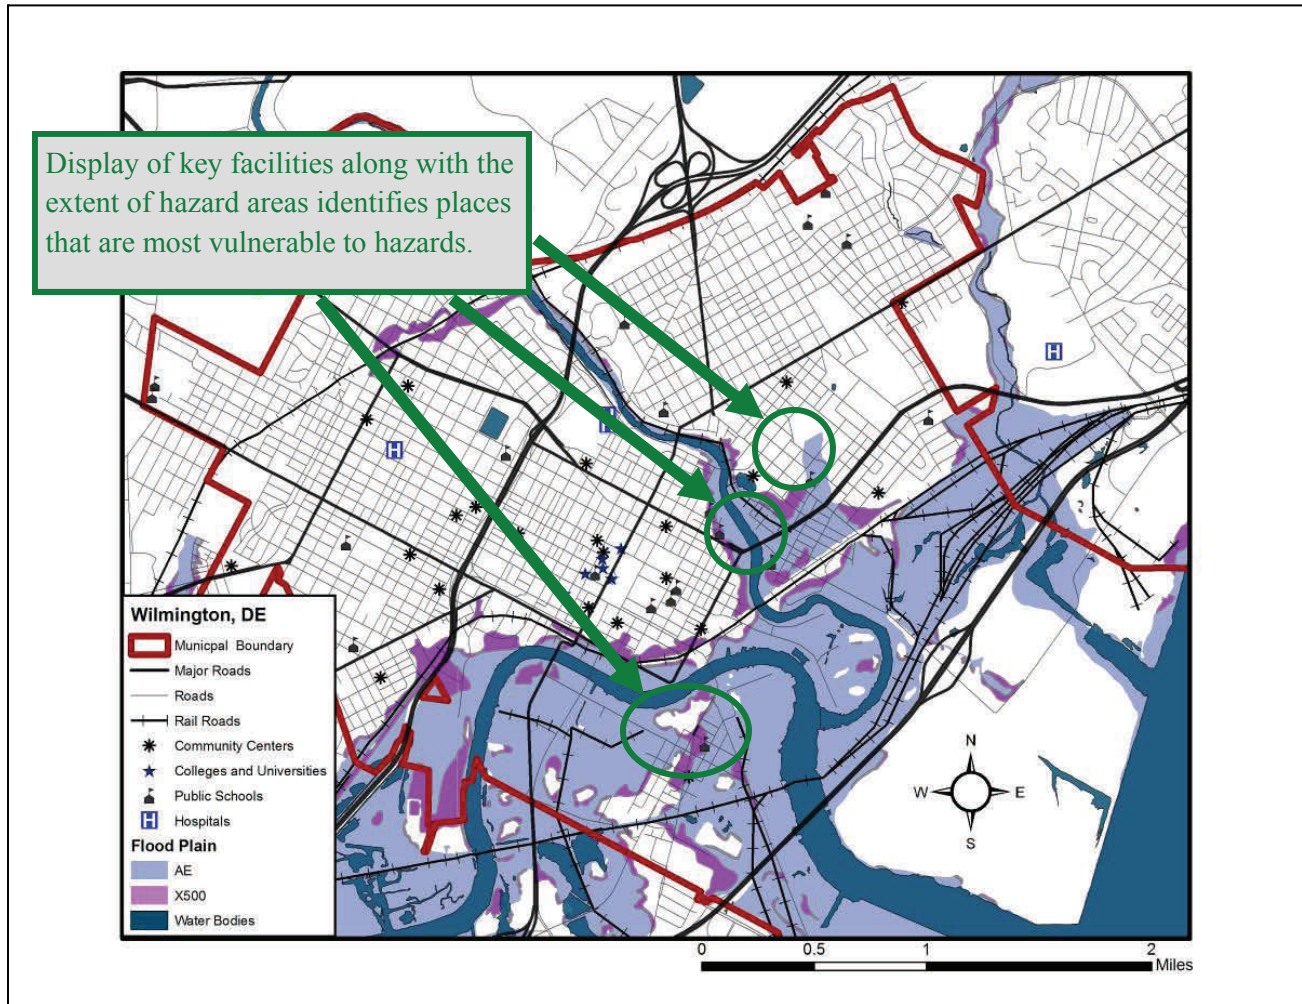 Display of key facilities along with the
extent of hazard areas identifies places
that are most vulnerable to hazards.
H
H
H
Wilmington, DE
Municpal Boundary
Major Roads
Roads
Rail Roads
Community Centers
Colleges and Universities
Public Schools
H Hospitals
Flood Plain
AE
X500
Water Bodies
N
W E
S
0 0.5 1 2
Miles